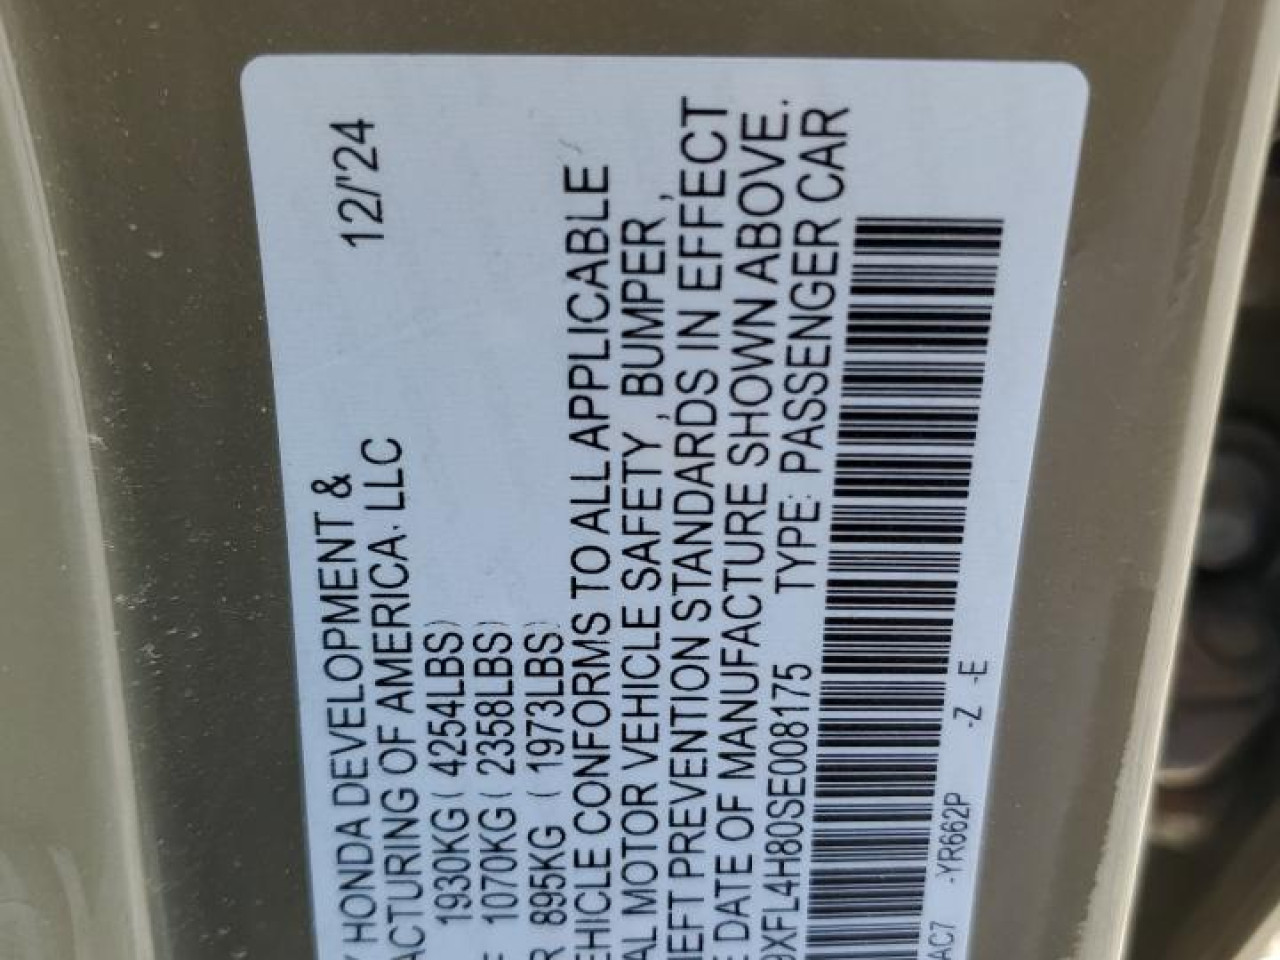 HONDA DEVELOPMENT & 12/'24
ACTURING OF AMERICA. LLC
1930KG ( 4254LBS)
1070KG ( 2358LBS)
R 895KG ( 1973LBS)
EHICLE CONFORMS TO ALL APPLICABLE
AL MOTOR VEHICLE SAFETY , BUMPER ,
HEFT PREVENTION STANDARDS IN EFFECT
E DATE OF MANUFACTURE SHOWN ABOVE.
9XFL4H80SE008175 TYPE: PASSENGER CAR
AC7 -YR662P -Z -E